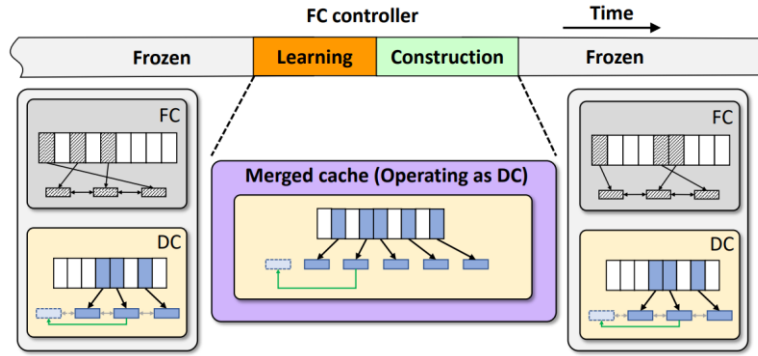 FC controller
Time
Frozen
Learning
Construction
Frozen
FC
DC
Merged cache (Operating as DC)
FC
DC